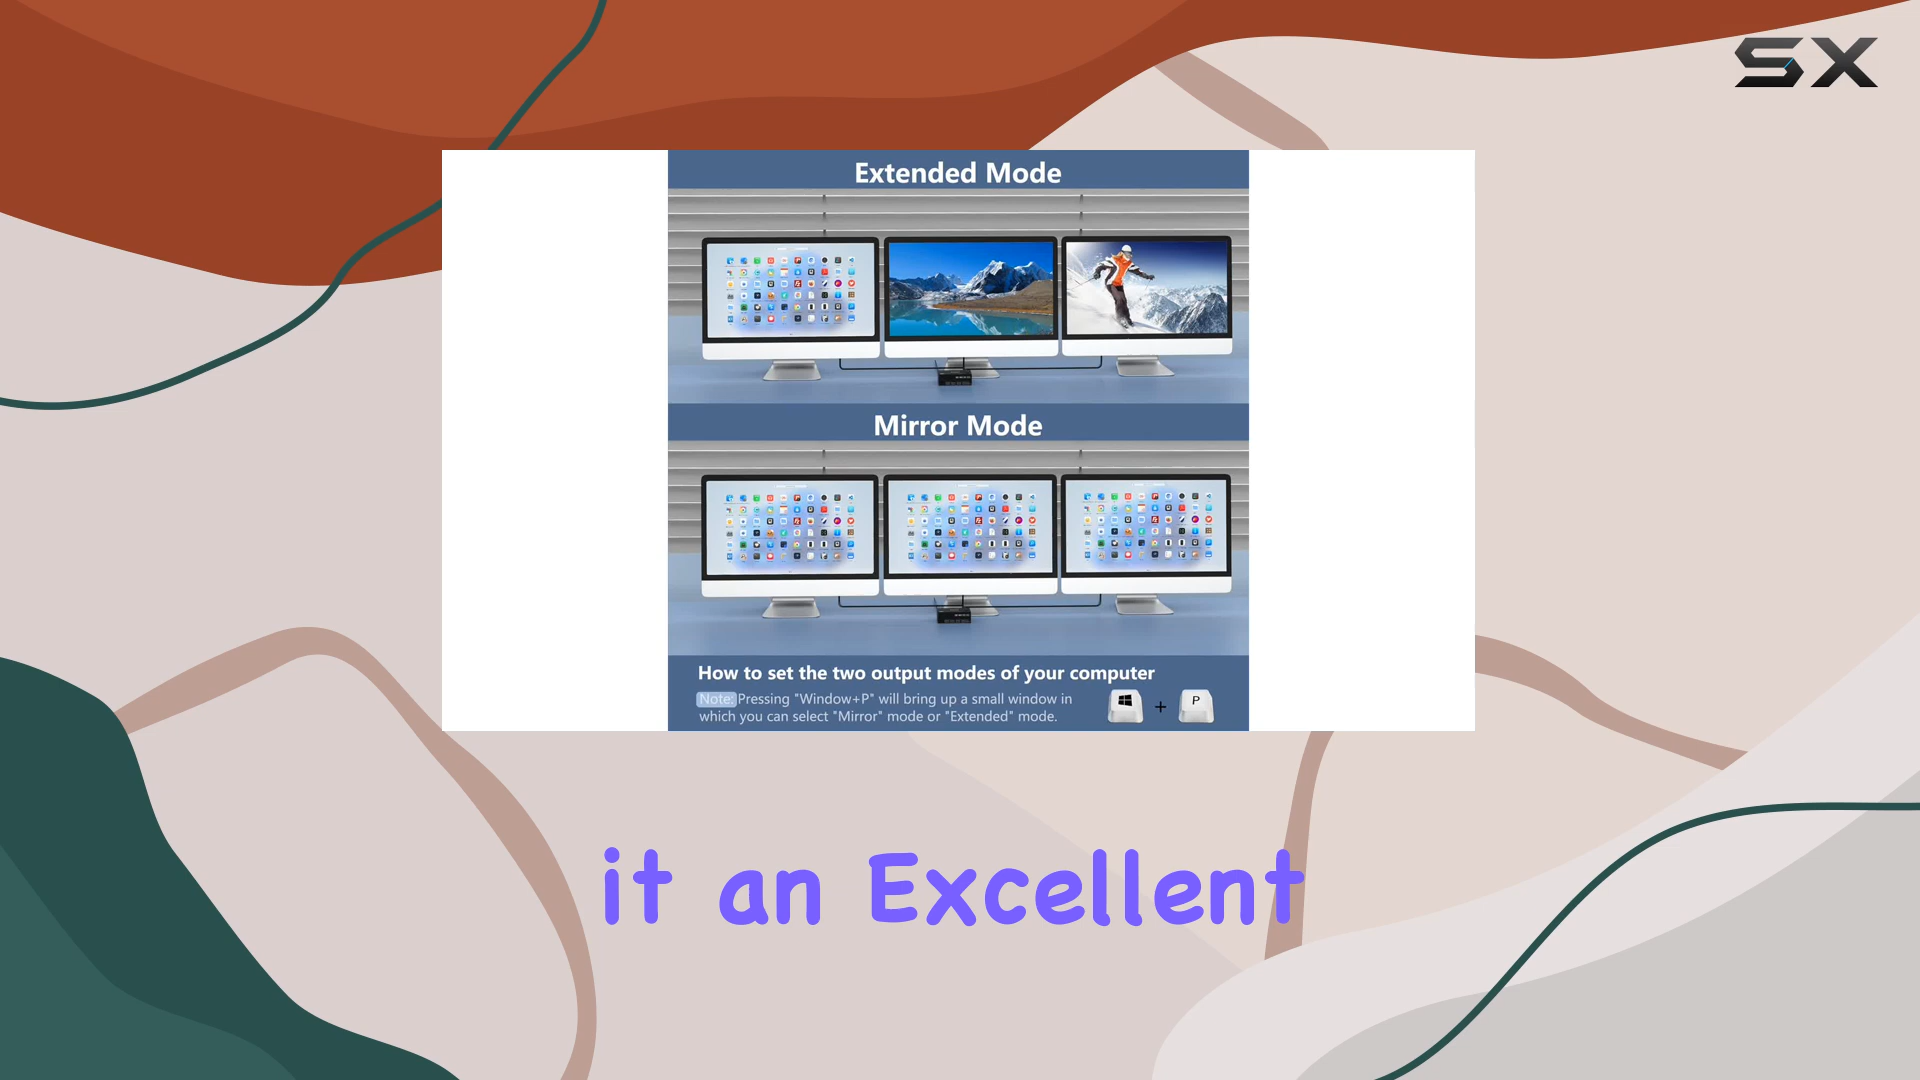 SX
Extended Mode
Mirror Mode
How to set the two output modes of your computer
Note: Pressing "Window+P" will bring up a small window in
which you can select "Mirror" mode or "Extended" mode.
+ P
it an Excellent